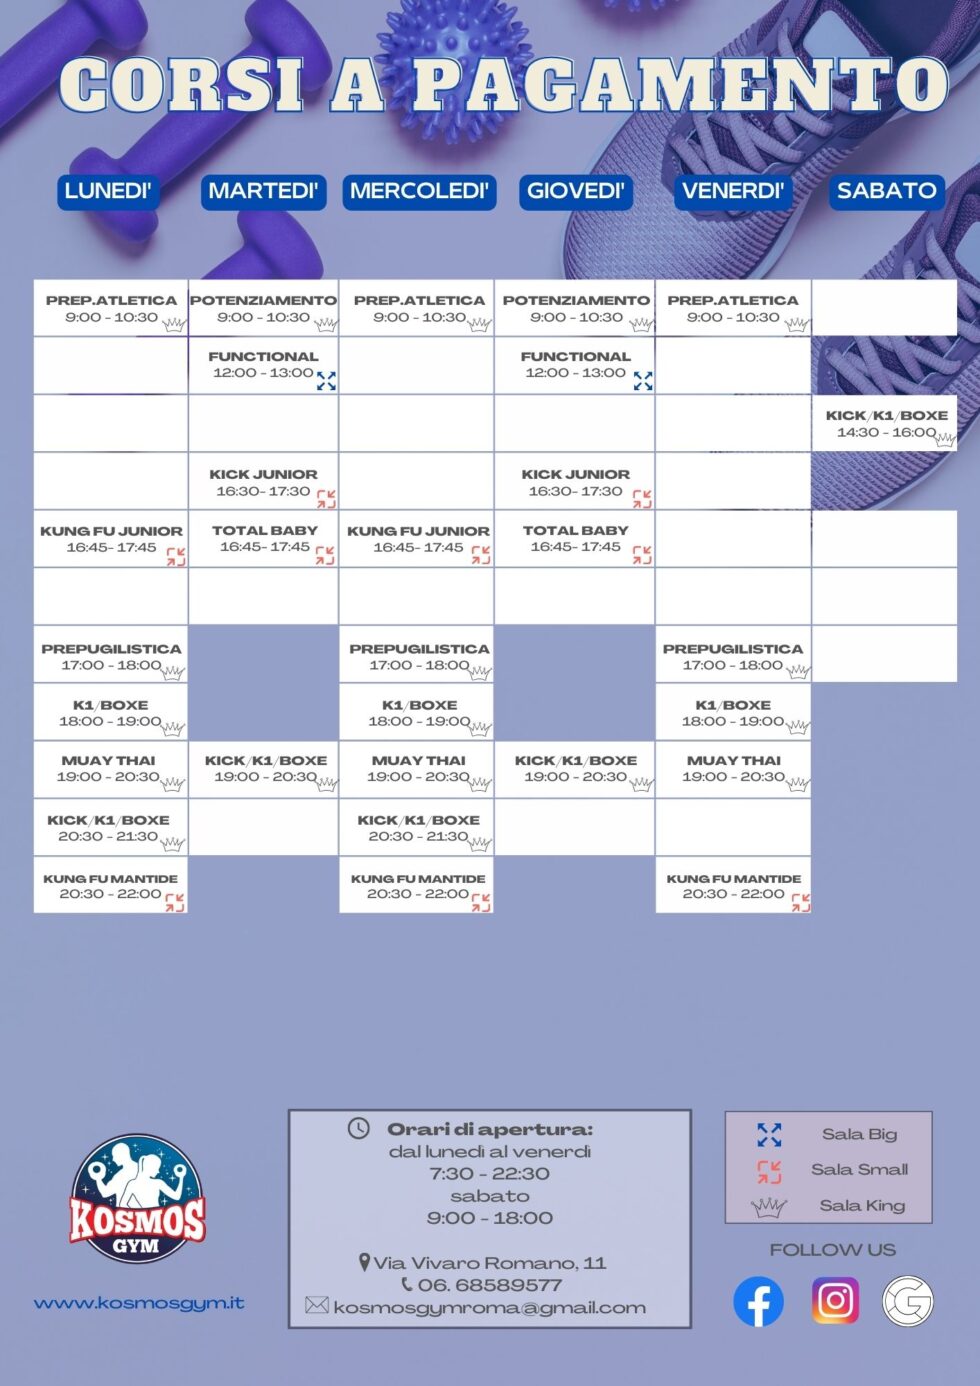 CORSI A PAGAMENTO
LUNEDI' MARTEDI' MERCOLEDI' GIOVEDI' VENERDI' SABATO
PREP.ATLETICA POTENZIAMENTO PREP.ATLETICA POTENZIAMENTO PREP.ATLETICA
9:00 - 10:30 9:00 - 10:30 9:00 - 10:30 9:00 - 10:30 9:00 - 10:30
FUNCTIONAL FUNCTIONAL
12:00 - 13:00 12:00 - 13:00
KICK/K1/BOXE
14:30 - 16:00
KICK JUNIOR KICK JUNIOR
16:30- 17:30 16:30- 17:30
KUNG FU JUNIOR TOTAL BABY KUNG FU JUNIOR TOTAL BABY
16:45- 17:45 16:45- 17:45 16:45- 17:45 16:45- 17:45
PREPUGILISTICA PREPUGILISTICA PREPUGILISTICA
17:00 - 18:00 17:00 - 18:00 17:00 - 18:00
K1/BOXE K1/BOXE K1/BOXE
18:00 - 19:00 18:00 - 19:00 18:00 - 19:00
MUAY THAI KICK/K1/BOXE MUAY THAI KICK/K1/BOXE MUAY THAI
19:00 - 20:30 19:00 - 20:30 19:00 - 20:30 19:00 - 20:30 19:00 - 20:30
KICK/K1/BOXE KICK/K1/BOXE
20:30 - 21:30 20:30 - 21:30
KUNG FU MANTIDE KUNG FU MANTIDE KUNG FU MANTIDE
20:30 - 22:00 20:30 - 22:00 20:30 - 22:00
KOSMOS
GYM
www.kosmosgym.it
Orari di apertura:
dal lunedì al venerdì
7:30 - 22:30
sabato
9:00 - 18:00
Via Vivaro Romano, 11
06. 68589577
kosmosgymroma@gmail.com
Sala Big
Sala Small
Sala King
FOLLOW US